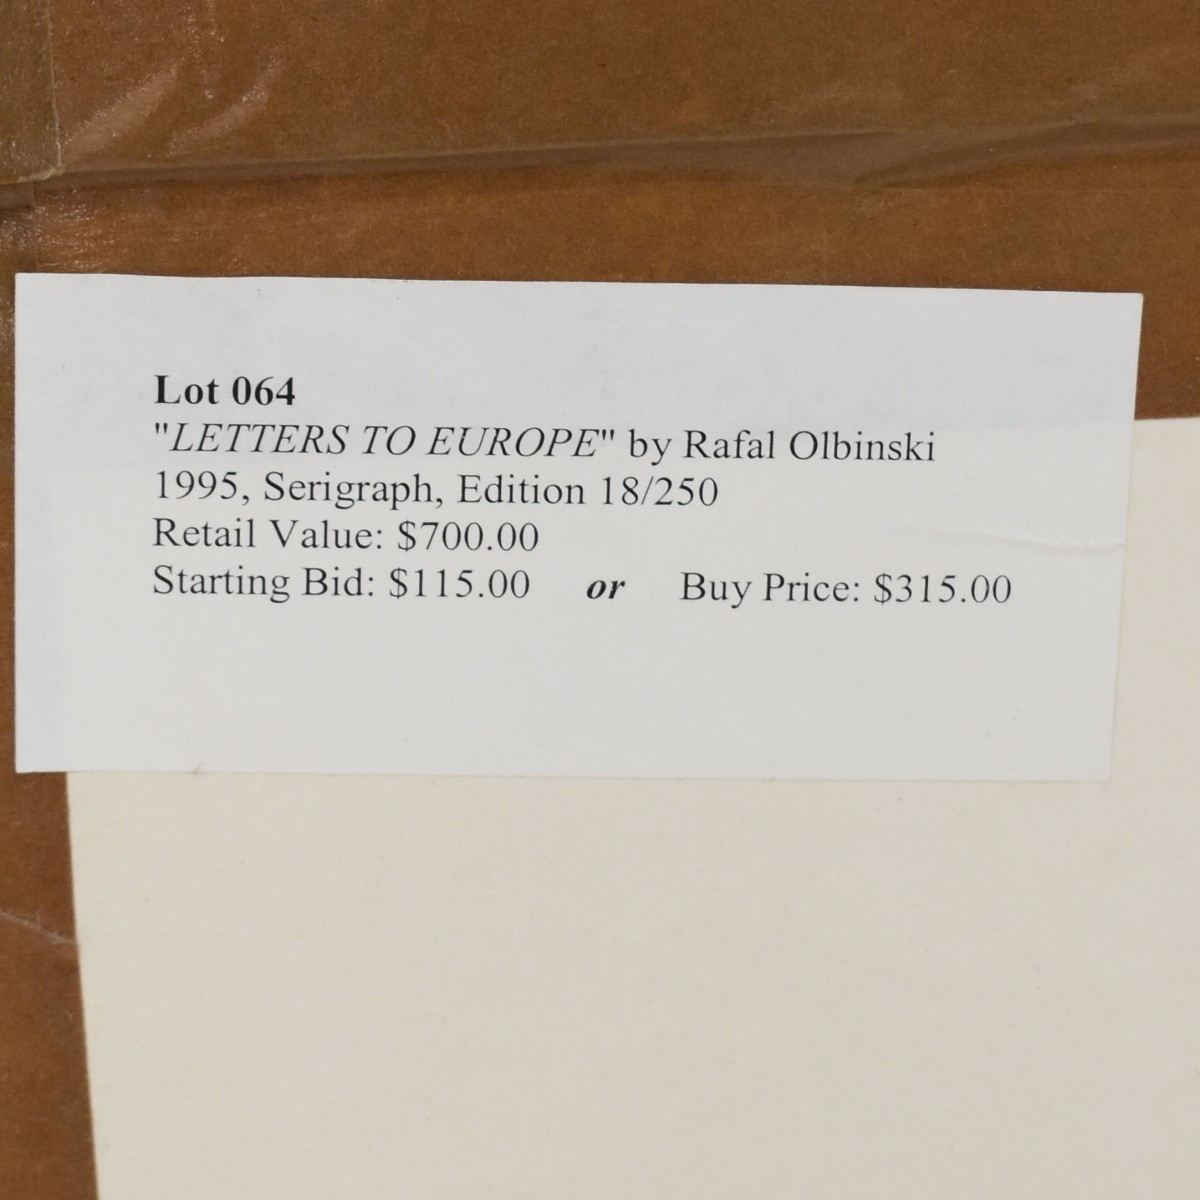 Lot 064
"LETTERS TO EUROPE" by Rafal Olbinski
1995, Serigraph, Edition 18/250
Retail Value: $700.00
Starting Bid: $115.00 or Buy Price: $315.00